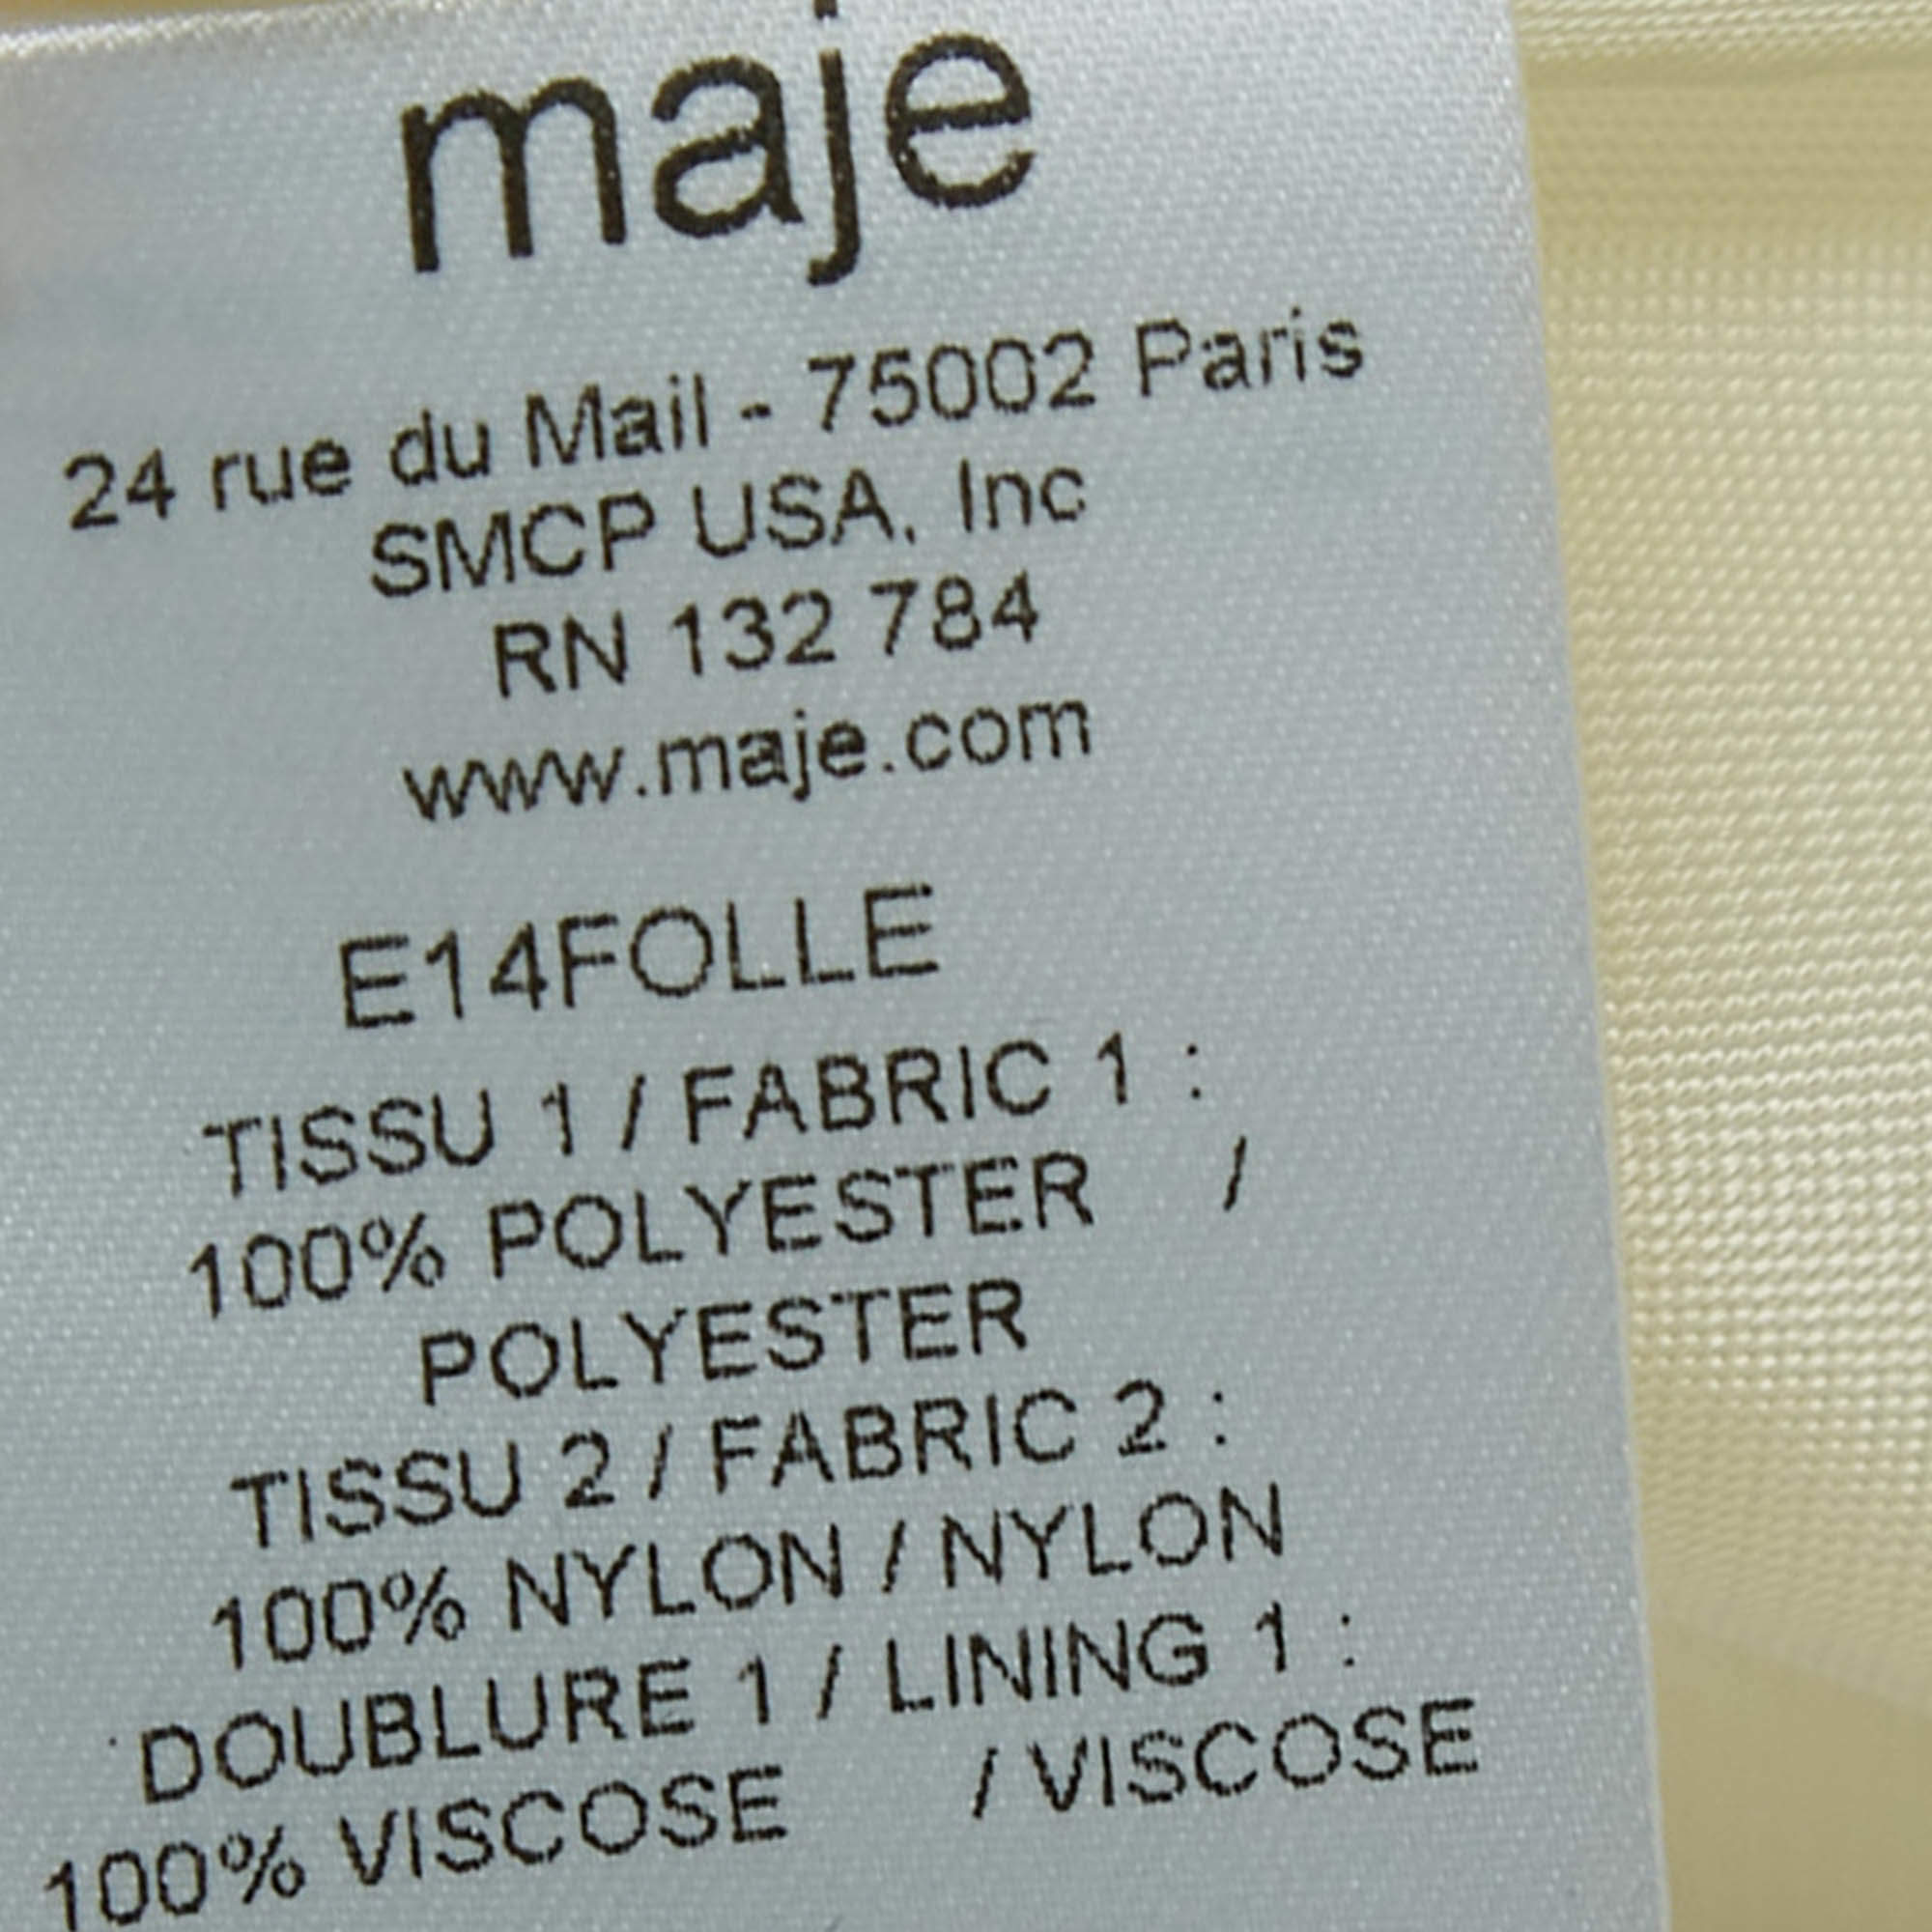 maje
24 rue du Mail - 75002 Paris
SMCP USA, Inc
RN 132 784
www.maje.com
E14FOLLE
TISSU 1 / FABRIC 1 :
100% POLYESTER /
POLYESTER
TISSU 2 / FABRIC 2 :
100% NYLON / NYLON
DOUBLURE 1 / LINING 1 :
100% VISCOSE / VISCOSE